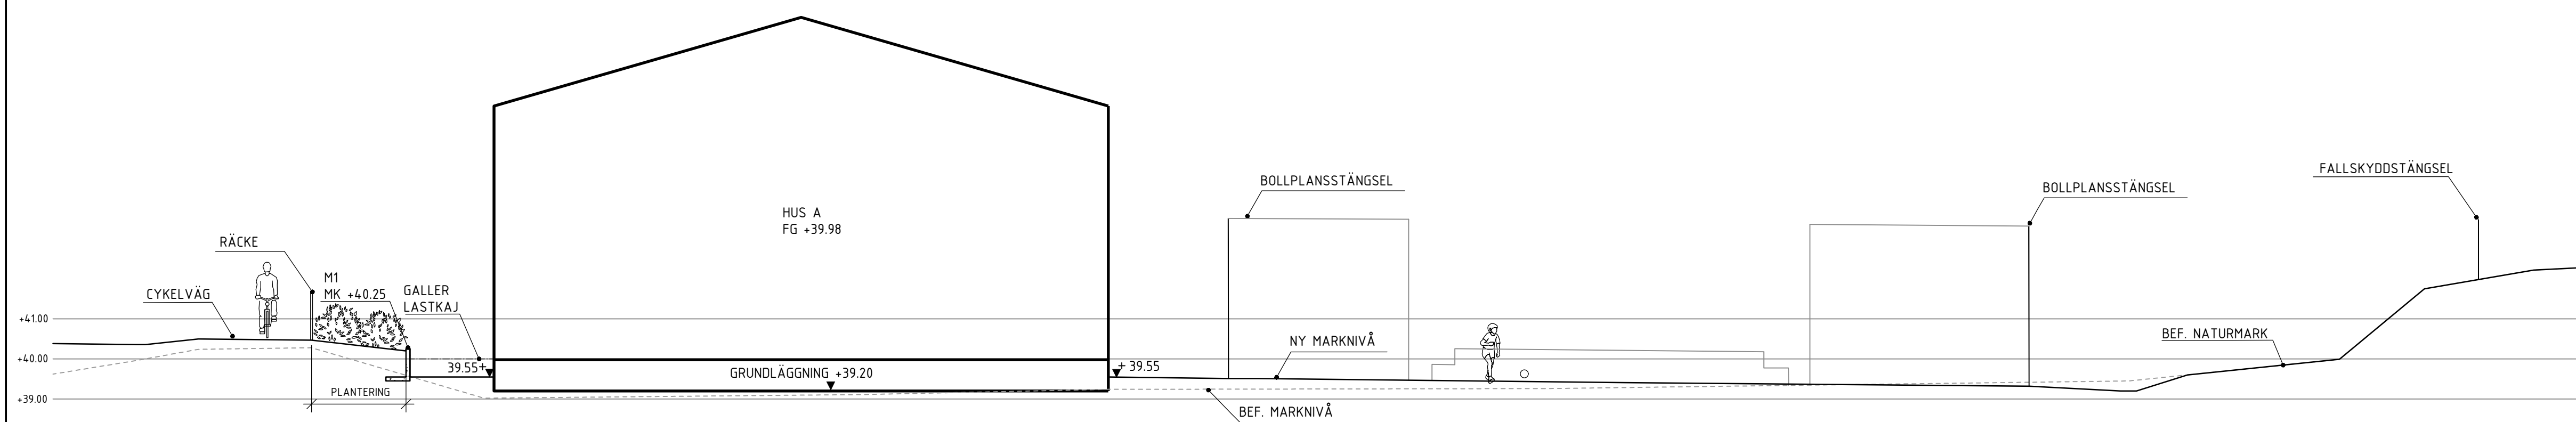 FALLSKYDDSTÄNGSEL
BOLLPLANSSTÄNGSEL
BOLLPLANSSTÄNGSEL
HUS A
FG +39.98
RÄCKE
M1
MK +40.25
GALLER
LASTKAJ
CYKELVÄG
+41.00
NY MARKNIVÅ
BEF. NATURMARK
+40.00
39.55+
+ 39.55
GRUNDLÄGGNING +39.20
PLANTERING
+39.00
BEF. MARKNIVÅ